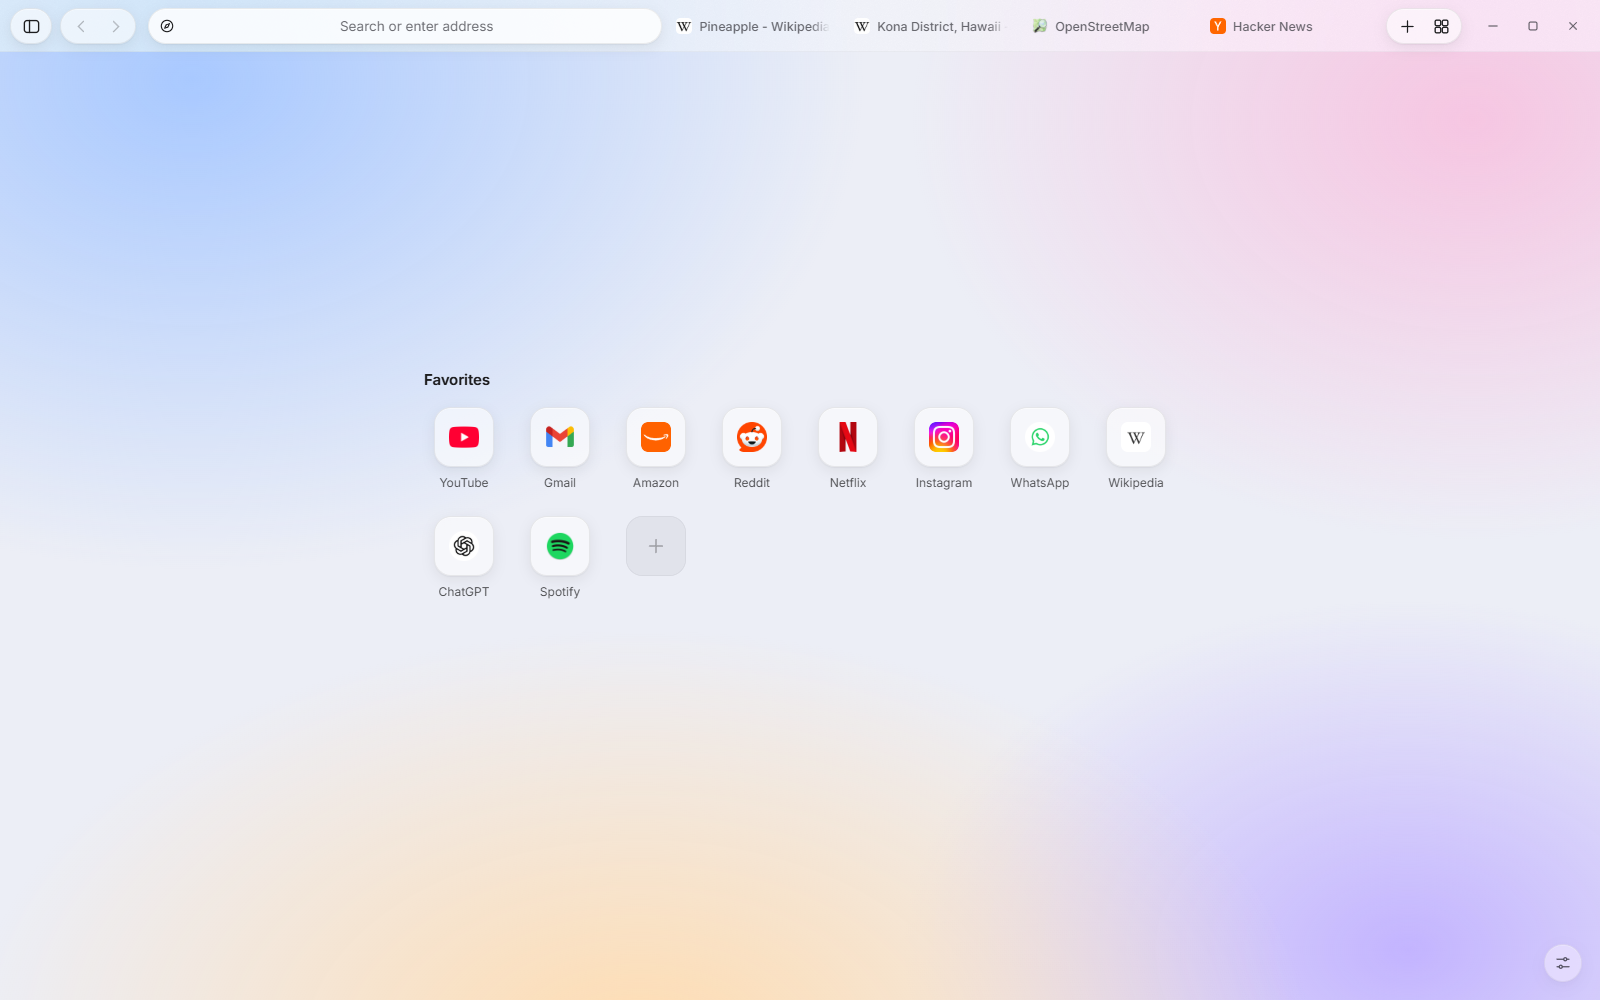 Search or enter address
Pineapple - Wikipedia
Kona District, Hawaii
OpenStreetMap
Hacker News
Favorites
YouTube
Gmail
Amazon
Reddit
Netflix
Instagram
WhatsApp
Wikipedia
ChatGPT
Spotify